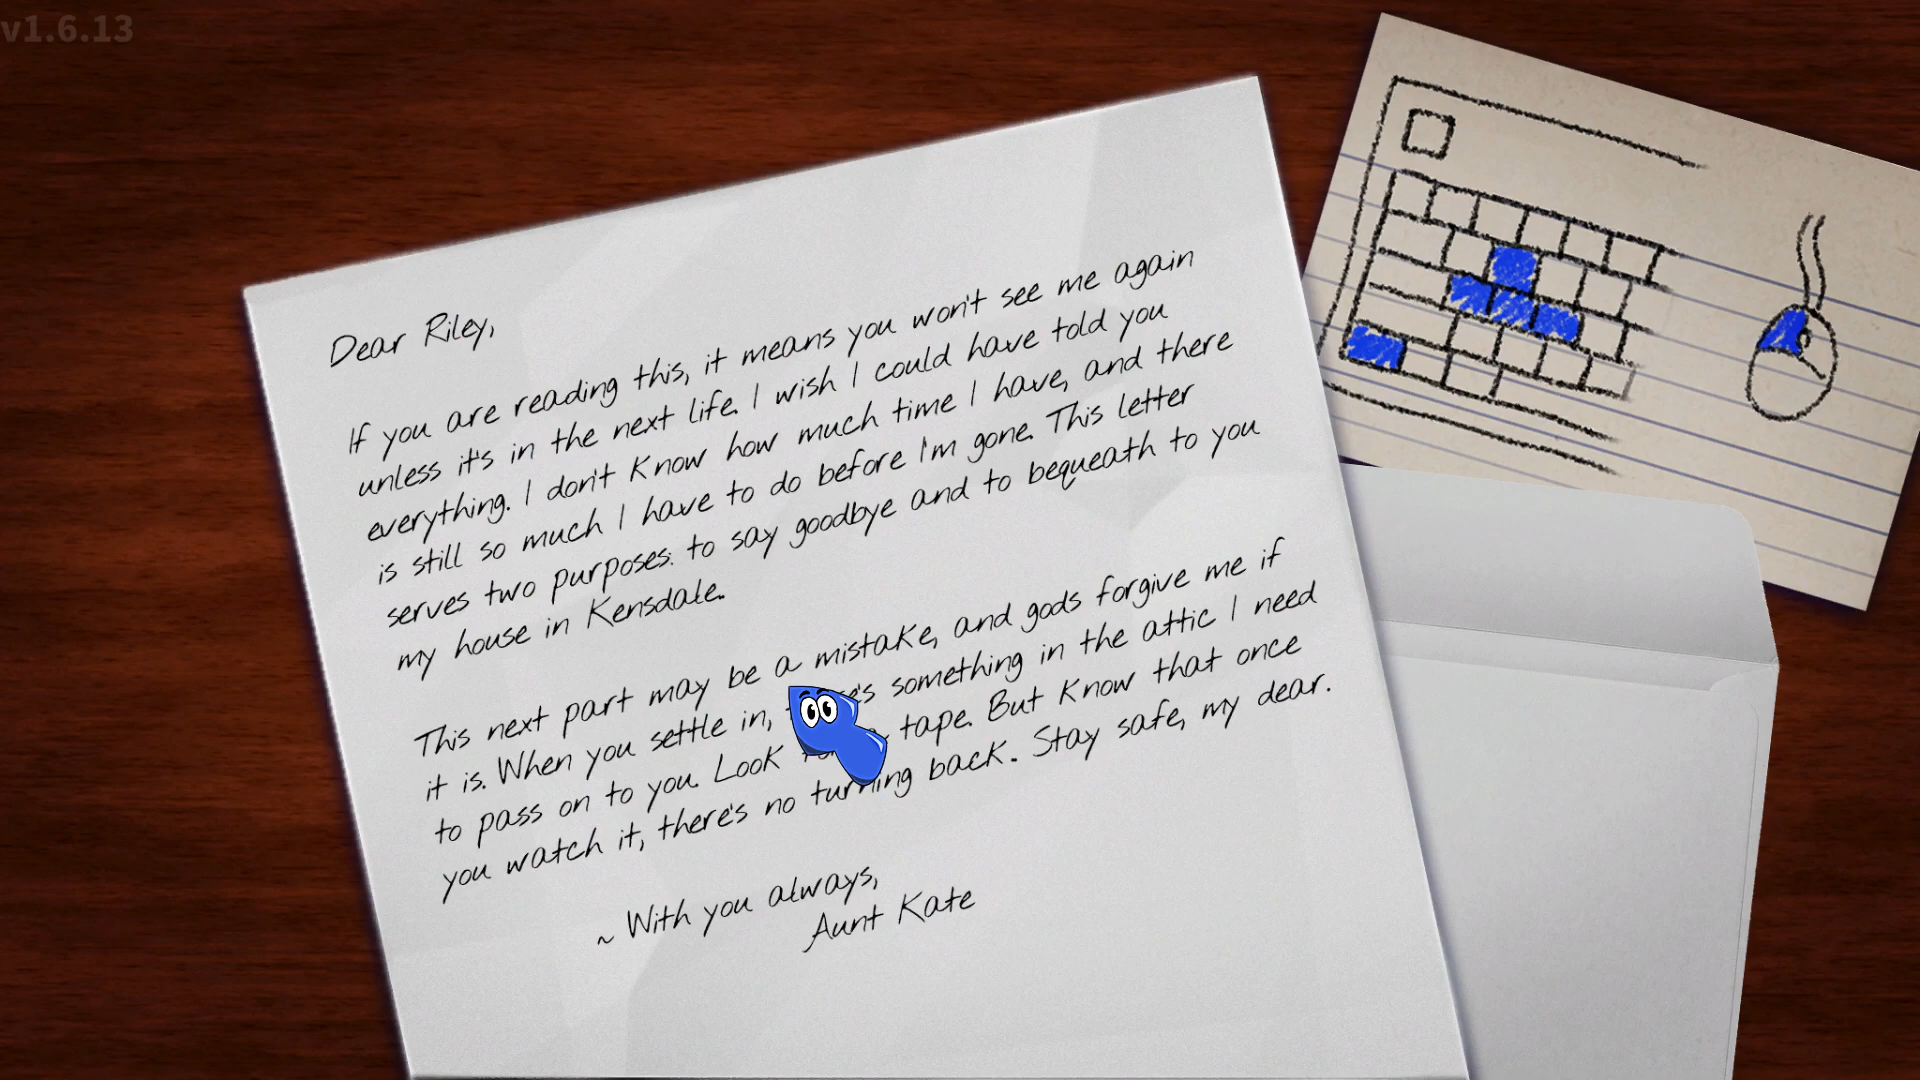 v1.6.13
Dear Riley,
If you are reading this, it means you won't see me again
unless it's in the next life. I wish I could have told you
everything. I don't know how much time I have, and there
is still so much I have to do before I'm gone. This letter
serves two purposes: to say goodbye and to bequeath to you
my house in Kensdale.
This next part may be a mistake, and gods forgive me if
it is. When you settle in, something in the attic I need
to pass on to you. Look tape. But know that once
you watch it, there's no turning back. Stay safe, my dear.
~ With you always,
Aunt Kate